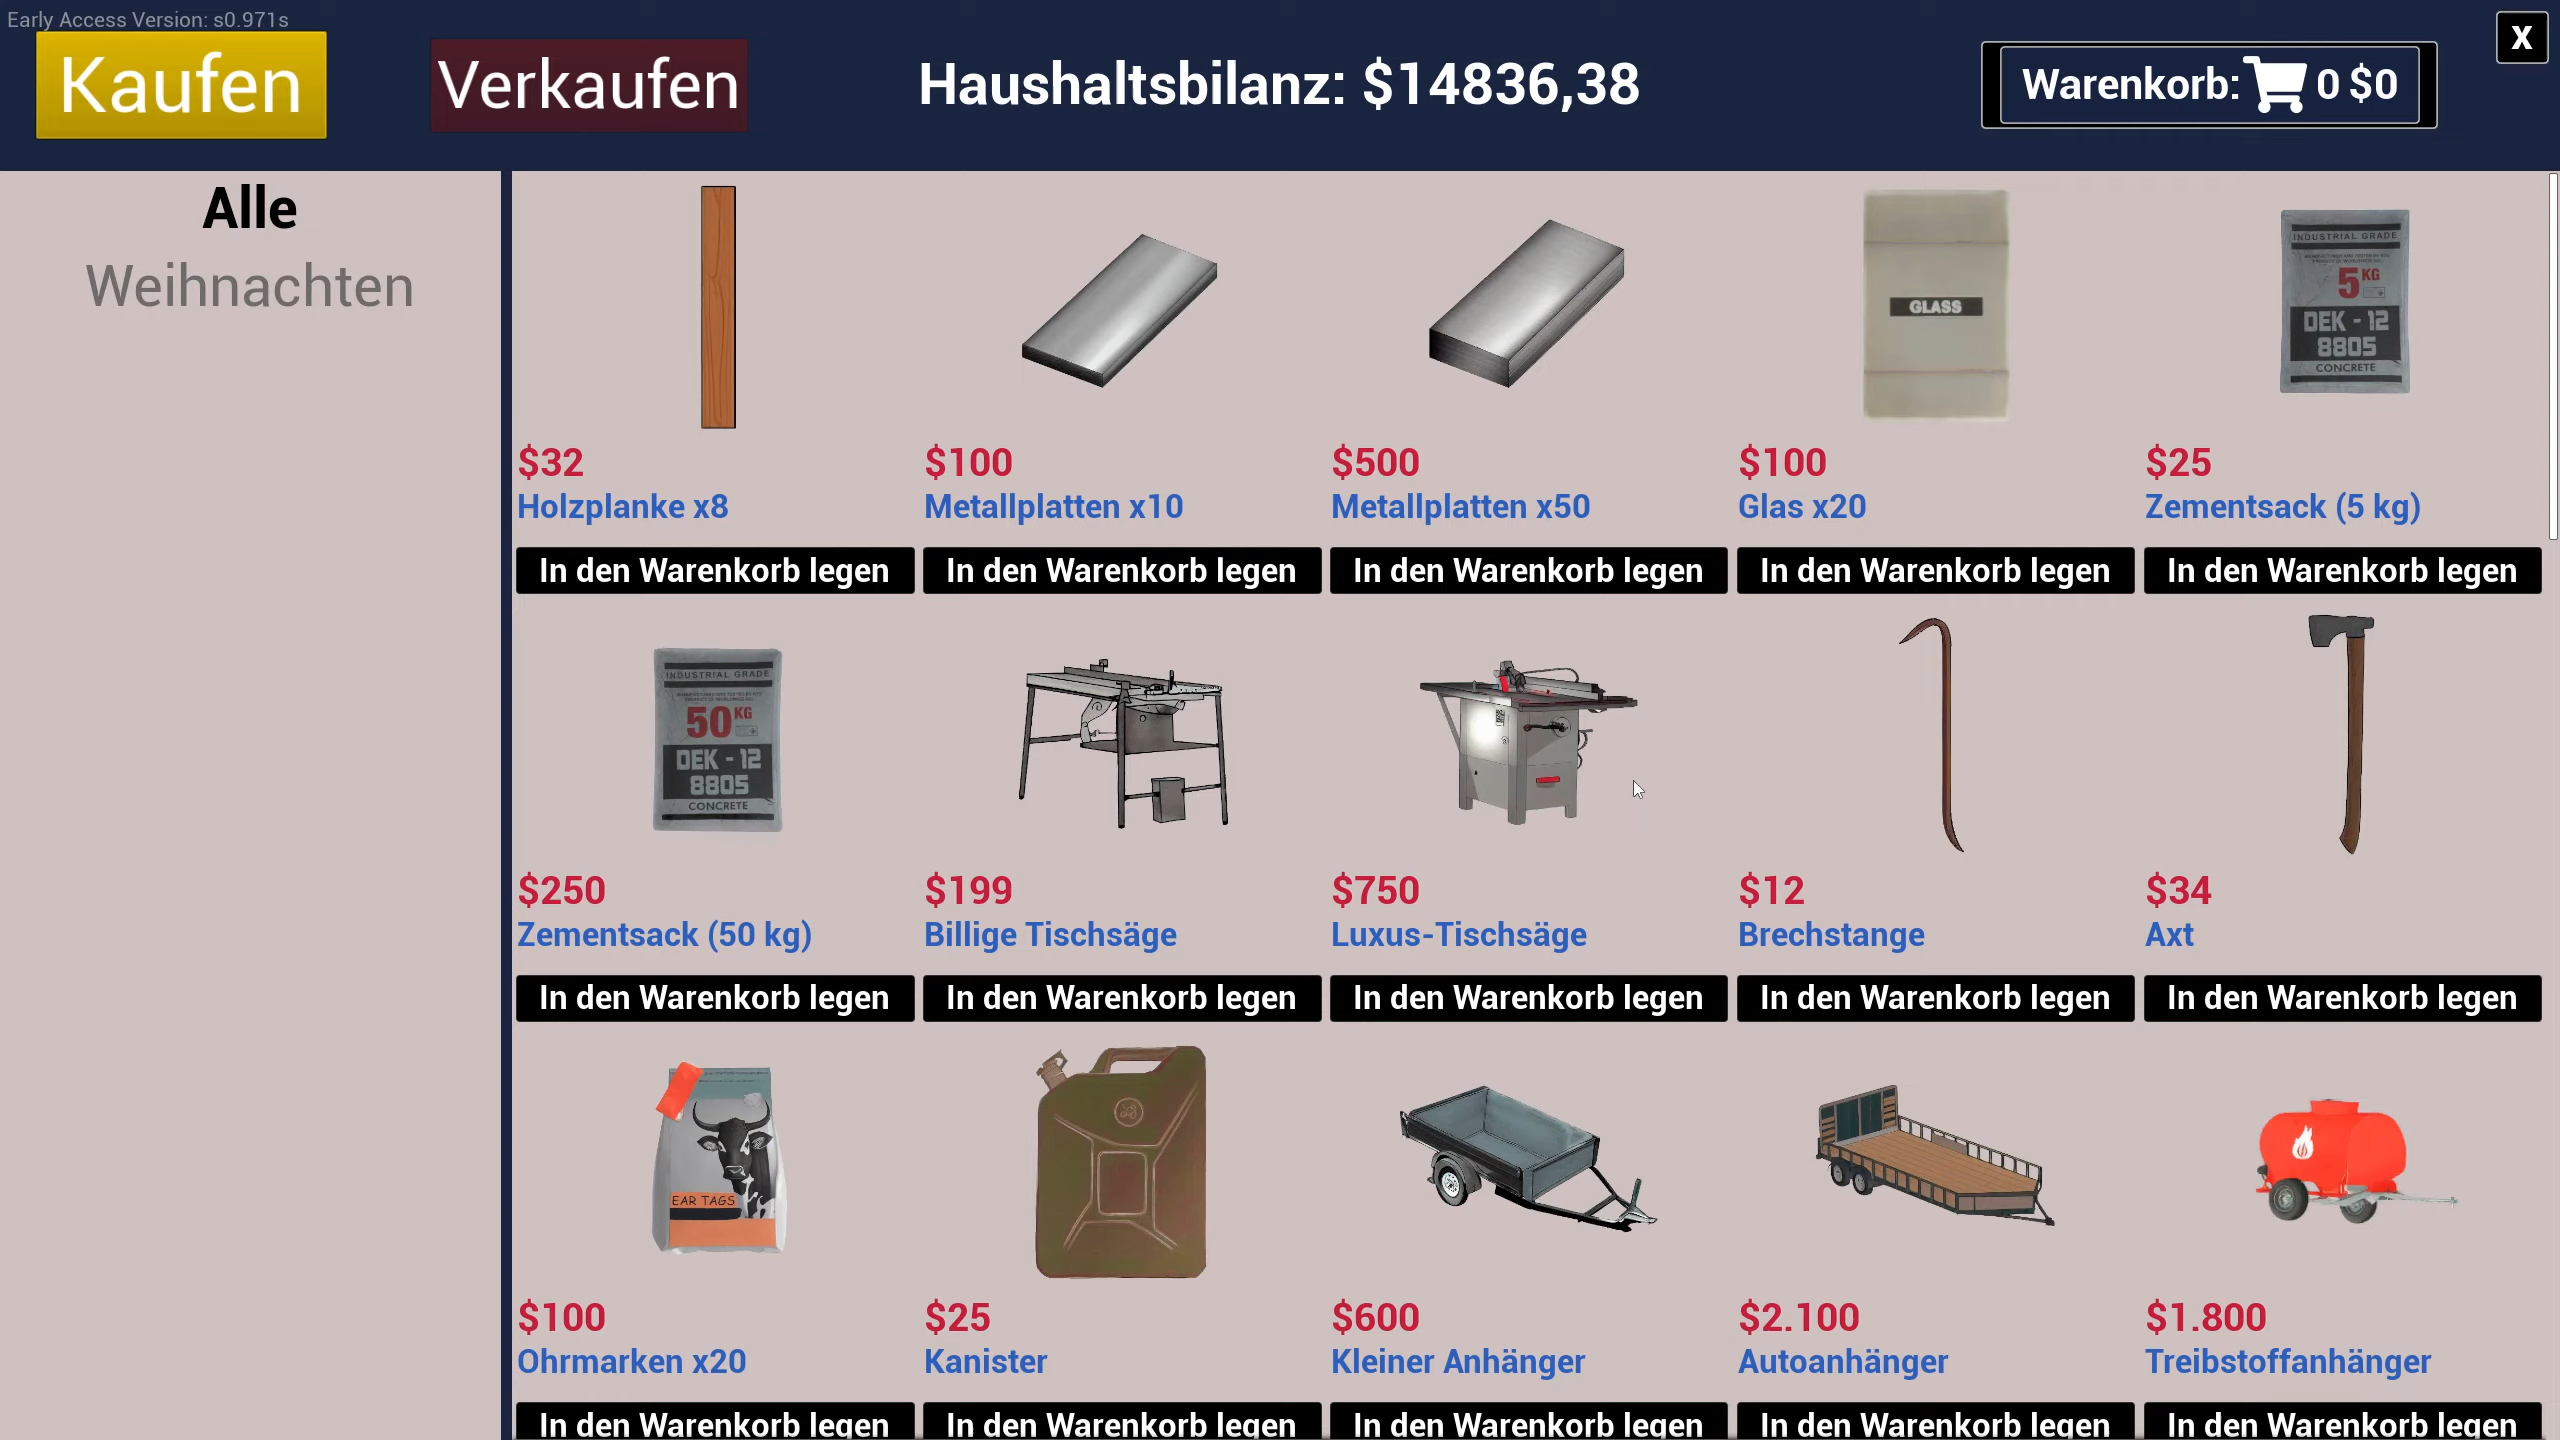 Early Access Version: s0.971s
Kaufen
Verkaufen
Haushaltsbilanz: $14836,38
Warenkorb: 0 $0
X
Alle
Weihnachten
GLASS
INDUSTRIAL GRADE
5 KG
DEK - 12
8805
CONCRETE
$32
$100
$500
$100
$25
Holzplanke x8
Metallplatten x10
Metallplatten x50
Glas x20
Zementsack (5 kg)
In den Warenkorb legen
In den Warenkorb legen
In den Warenkorb legen
In den Warenkorb legen
In den Warenkorb legen
INDUSTRIAL GRADE
50 KG
DEK - 12
8805
CONCRETE
$250
$199
$750
$12
$34
Zementsack (50 kg)
Billige Tischsäge
Luxus-Tischsäge
Brechstange
Axt
In den Warenkorb legen
In den Warenkorb legen
In den Warenkorb legen
In den Warenkorb legen
In den Warenkorb legen
EAR TAGS
$100
$25
$600
$2.100
$1.800
Ohrmarken x20
Kanister
Kleiner Anhänger
Autoanhänger
Treibstoffanhänger
In den Warenkorb legen
In den Warenkorb legen
In den Warenkorb legen
In den Warenkorb legen
In den Warenkorb legen